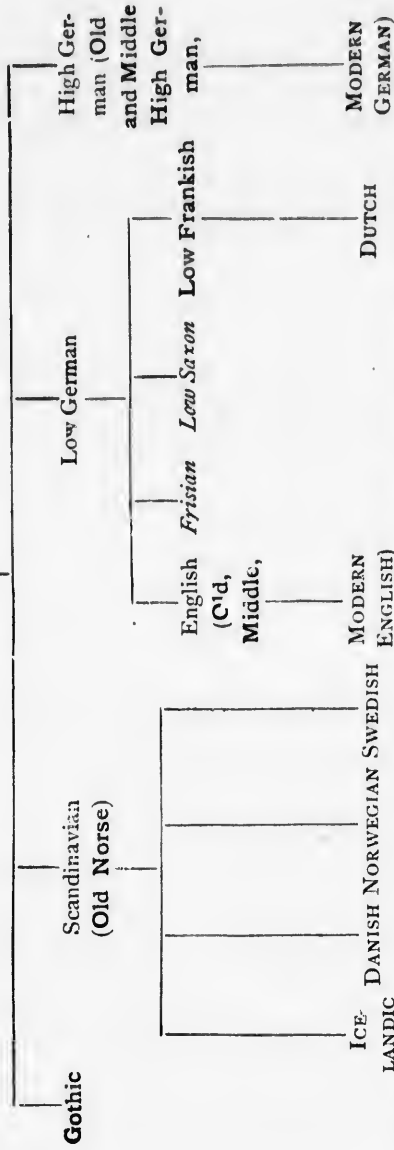 Gothic
Scandinavian
(Old Norse)
Low German
High Ger-
man (Old
and Middle
High Ger-
man,
English
(Old,
Middle,
Frisian
Low Saxon
Low Frankish
ICE-
LANDIC
DANISH
NORWEGIAN
SWEDISH
MODERN
ENGLISH)
DUTCH
MODERN
GERMAN)